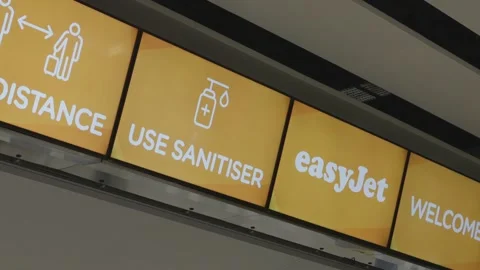 DISTANCE
USE SANITISER
easyJet
WELCOME